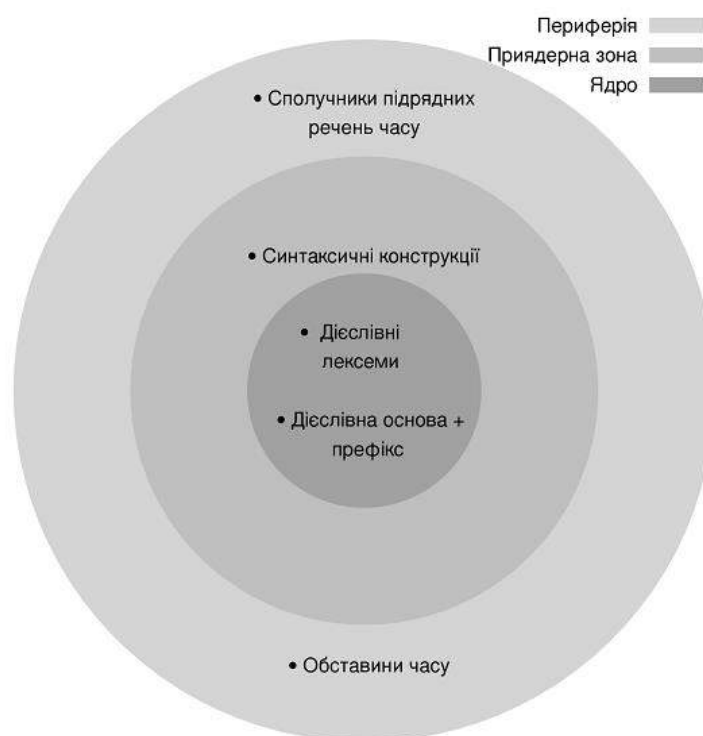 Периферія
Приядерна зона
Ядро
• Сполучники підрядних
речень часу
• Синтаксичні конструкції
• Дієслівні
лексеми
• Дієслівна основа +
префікс
• Обставини часу